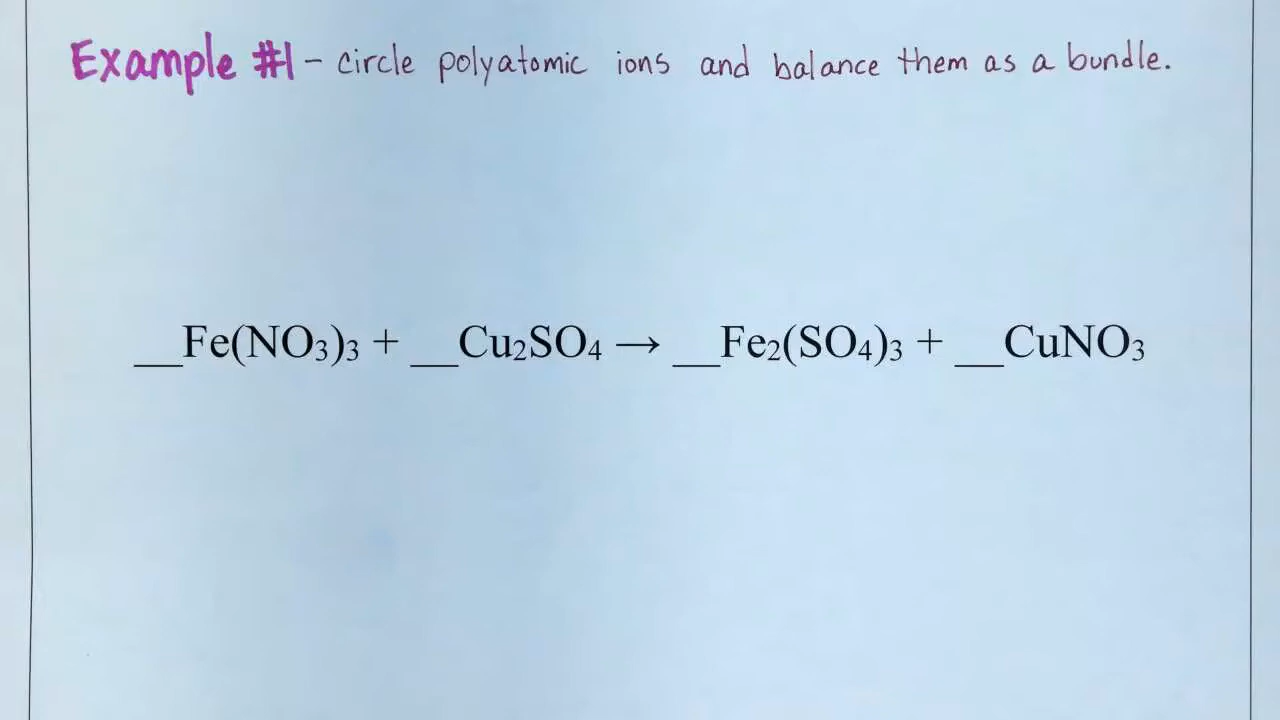 Example #1 - circle polyatomic ions and balance them as a bundle.
__Fe(NO₃)₃ + __Cu₂SO₄ → __Fe₂(SO₄)₃ + __CuNO₃